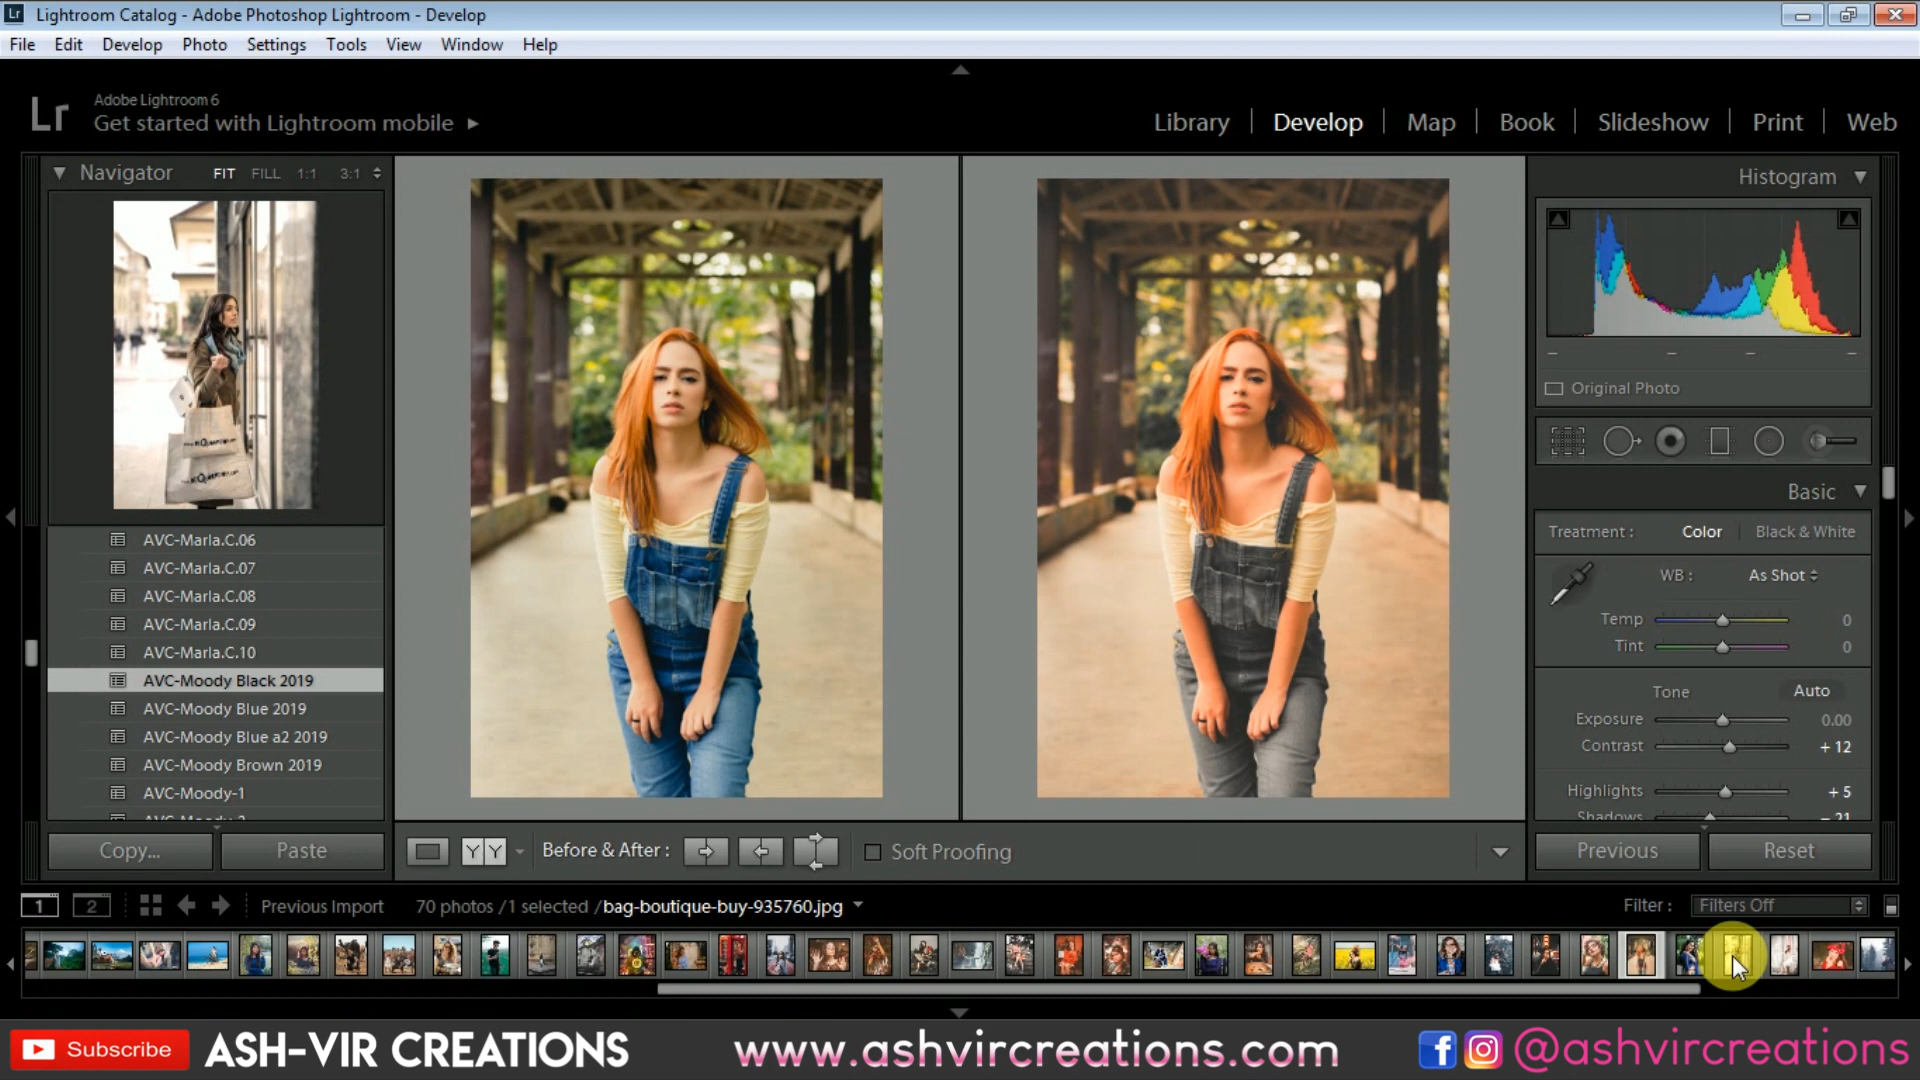 Lr Lightroom Catalog - Adobe Photoshop Lightroom - Develop
File Edit Develop Photo Settings Tools View Window Help
Lr
Adobe Lightroom 6
Get started with Lightroom mobile
Library | Develop | Map | Book | Slideshow | Print | Web
Navigator FIT FILL 1:1 3:1
AVC-Marla.C.06
AVC-Marla.C.07
AVC-Marla.C.08
AVC-Marla.C.09
AVC-Marla.C.10
AVC-Moody Black 2019
AVC-Moody Blue 2019
AVC-Moody Blue a2 2019
AVC-Moody Brown 2019
AVC-Moody-1
Copy... Paste
YY Before & After : Soft Proofing
Histogram
Original Photo
Basic
Treatment : Color Black & White
WB : As Shot
Temp 0
Tint 0
Tone Auto
Exposure 0.00
Contrast + 12
Highlights + 5
Shadows - 21
Previous Reset
1 2 Previous Import 70 photos /1 selected /bag-boutique-buy-935760.jpg
Filter : Filters Off
Subscribe ASH-VIR CREATIONS www.ashvircreations.com @ashvircreations